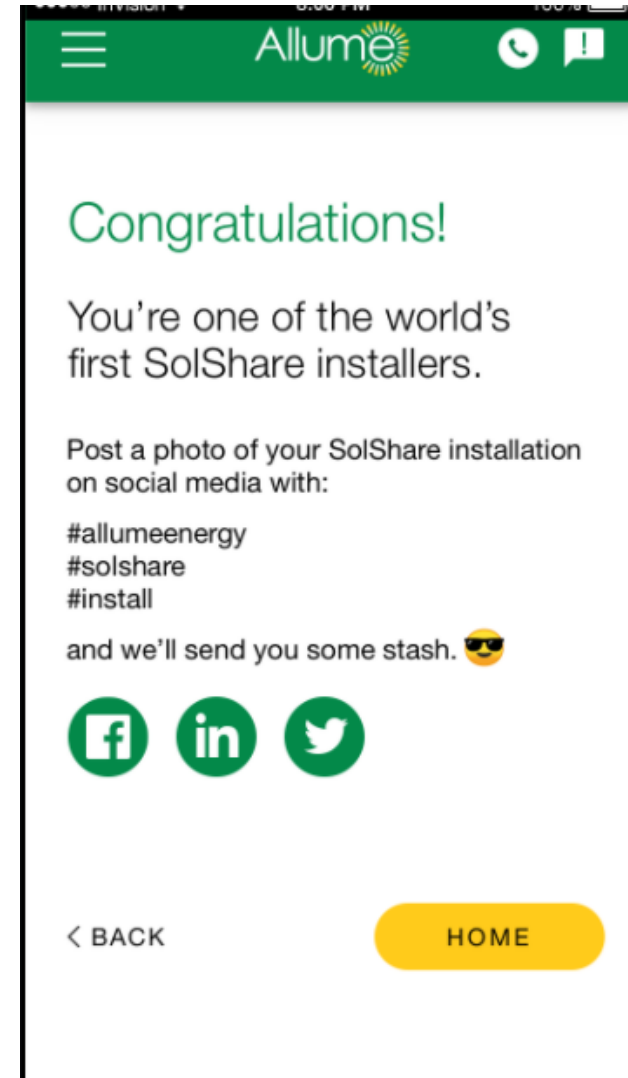 Allume
Congratulations!
You're one of the world's
first SolShare installers.
Post a photo of your SolShare installation
on social media with:
#allumeenergy
#solshare
#install
and we'll send you some stash. 😎
< BACK
HOME